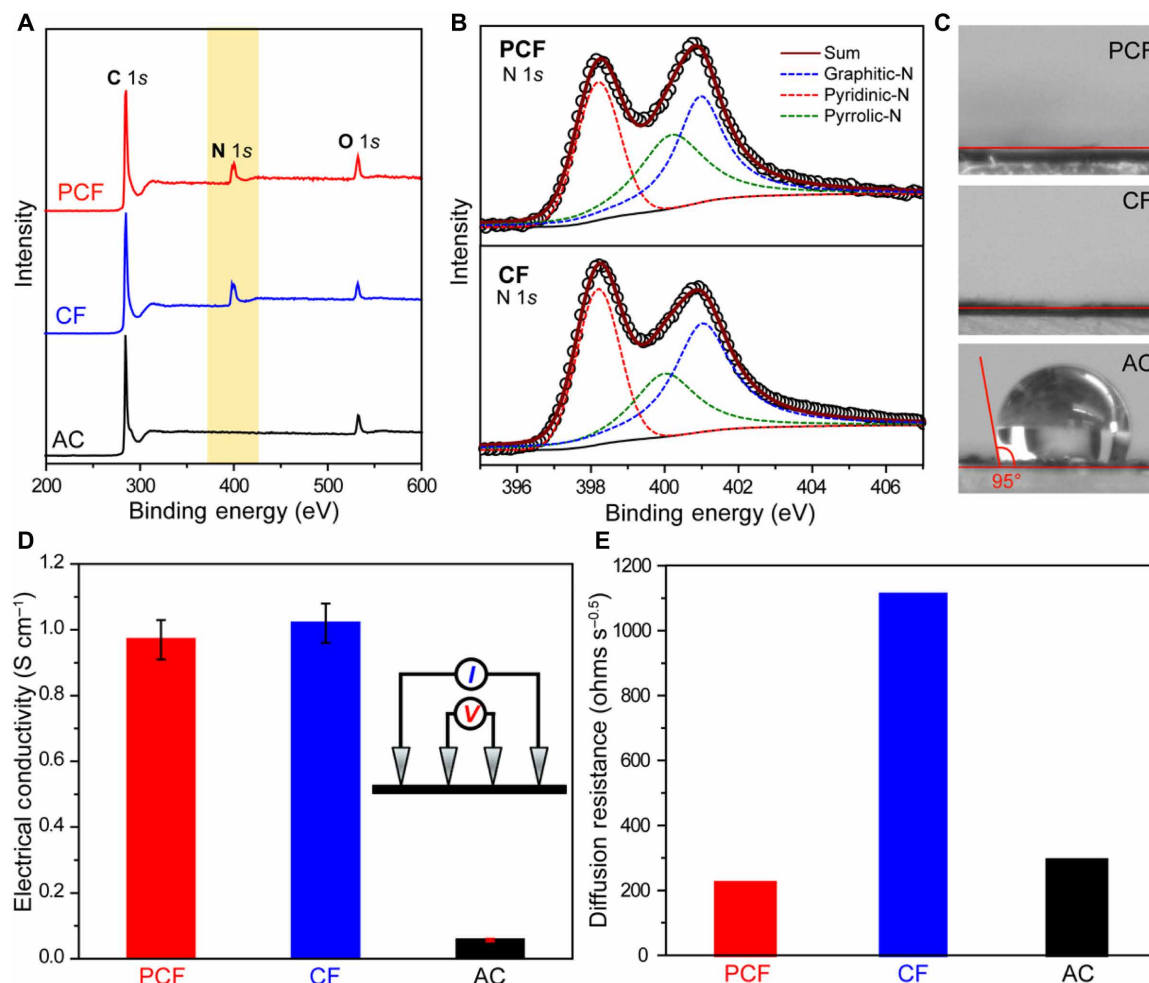 A
C 1s
N 1s
O 1s
PCF
CF
AC
Intensity
200 300 400 500 600
Binding energy (eV)
B
PCF
N 1s
Sum
Graphitic-N
Pyridinic-N
Pyrrolic-N
CF
N 1s
Intensity
396 398 400 402 404 406
Binding energy (eV)
C
PCF
CF
AC
95°
D
Electrical conductivity (S cm⁻¹)
1.2
1.0
0.8
0.6
0.4
0.2
0.0
I
V
PCF CF AC
E
Diffusion resistance (ohms s⁻⁰·⁵)
1200
1000
800
600
400
200
0
PCF CF AC